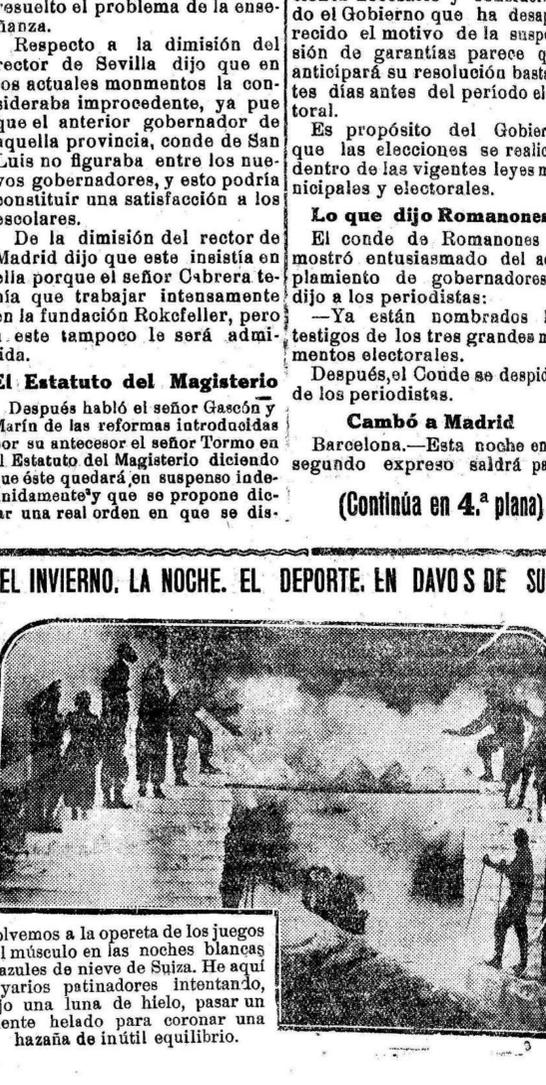 resuelto el problema de la ense-
ñanza.
Respecto a la dimisión del
rector de Sevilla dijo que en
los actuales monmentos la con-
sideraba improcedente, ya pue
que el anterior gobernador de
aquella provincia, conde de San
Luis no figuraba entre los nue-
vos gobernadores, y esto podría
constituir una satisfacción a los
escolares.
De la dimisión del rector de
Madrid dijo que este insistía en
ella porque el señor Cabrera te-
nía que trabajar intensamente
en la fundación Rokefeller, pero
a este tampoco le será admi-
tida.
El Estatuto del Magisterio
Después habló el señor Gascón y
Marín de las reformas introducidas
por su antecesor el señor Tormo en
el Estatuto del Magisterio diciendo
que éste quedará en suspenso inde-
finidamente y que se propone dic-
tar una real orden en que se dis-
do el Gobierno que ha desap
recido el motivo de la suspe
sión de garantías parece q
anticipará su resolución basta
tes días antes del período el
toral.
Es propósito del Gobier
que las elecciones se realic
dentro de las vigentes leyes m
nicipales y electorales.
Lo que dijo Romanones
El conde de Romanones
mostró entusiasmado del a
plamiento de gobernadores
dijo a los periodistas:
—Ya están nombrados l
testigos de los tres grandes m
mentos electorales.
Después, el Conde se despid
de los periodistas.
Cambó a Madrid
Barcelona.—Esta noche en
segundo expreso saldrá pa
(Continúa en 4.ª plana)
EL INVIERNO. LA NOCHE. EL DEPORTE. EN DAVOS DE SU
olvemos a la opereta de los juegos
l músculo en las noches blancas
azules de nieve de Suiza. He aquí
varios patinadores intentando,
jo una luna de hielo, pasar un
ente helado para coronar una
hazaña de inútil equilibrio.